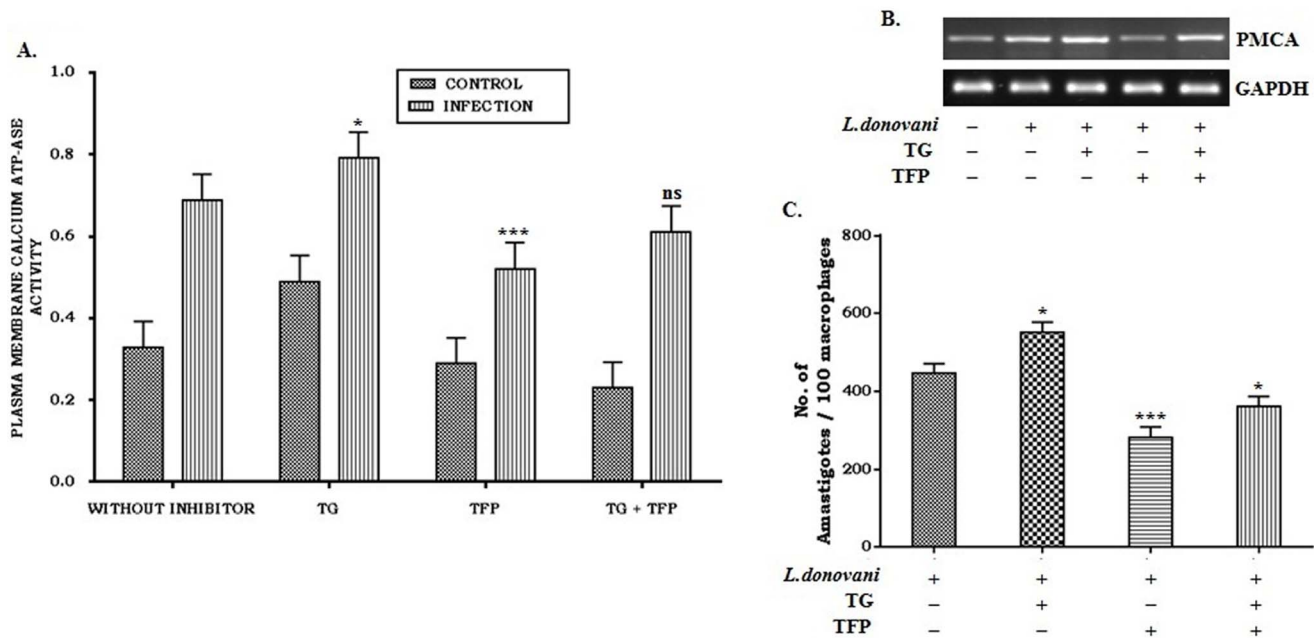 A.
PLASMA MEMBRANE CALCIUM ATP-ASE
ACTIVITY
1.0
0.8
0.6
0.4
0.2
0.0
CONTROL
INFECTION
*
***
ns
WITHOUT INHIBITOR TG TFP TG + TFP
B.
PMCA
GAPDH
L.donovani – + + + +
TG – – + – +
TFP – – – + +
C.
No. of
Amastigotes / 100 macrophages
800
600
400
200
0
*
***
*
L.donovani + + + +
TG – + – +
TFP – – + +